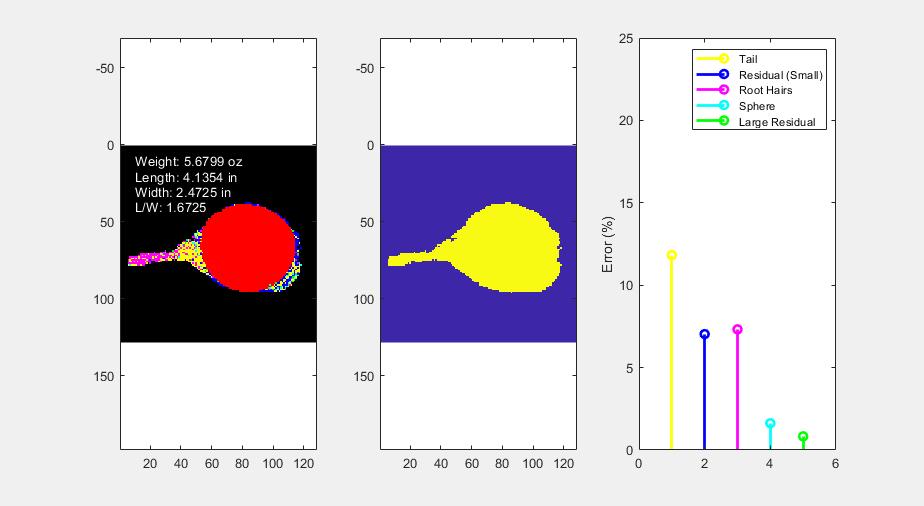 Weight: 5.6799 oz
Length: 4.1354 in
Width: 2.4725 in
L/W: 1.6725
-50
0
50
100
150
20 40 60 80 100 120
-50
0
50
100
150
20 40 60 80 100 120
Error (%)
25
20
15
10
5
0
0 2 4 6
Tail
Residual (Small)
Root Hairs
Sphere
Large Residual